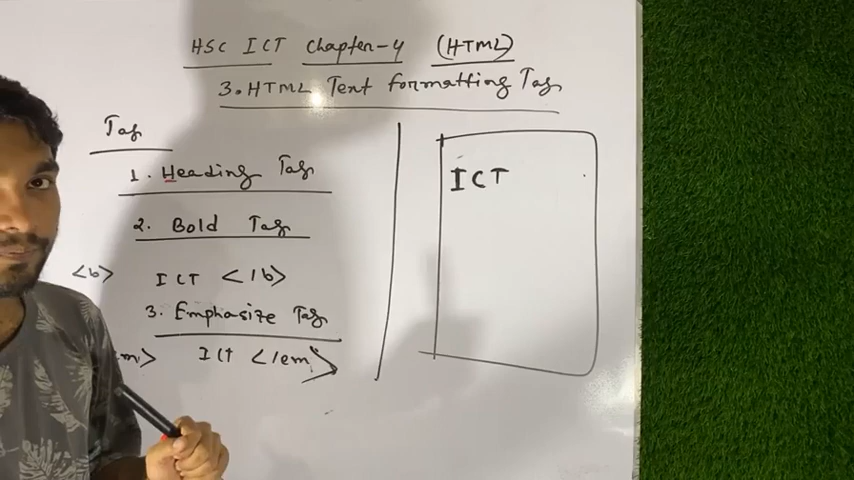 HSC ICT Chapter-4 (HTML)
3. HTML Text formatting Tag
Tag
1. Heading Tag
2. Bold Tag
<b> ICT </b>
3. Emphasize Tag
m> ICT </em>
ICT